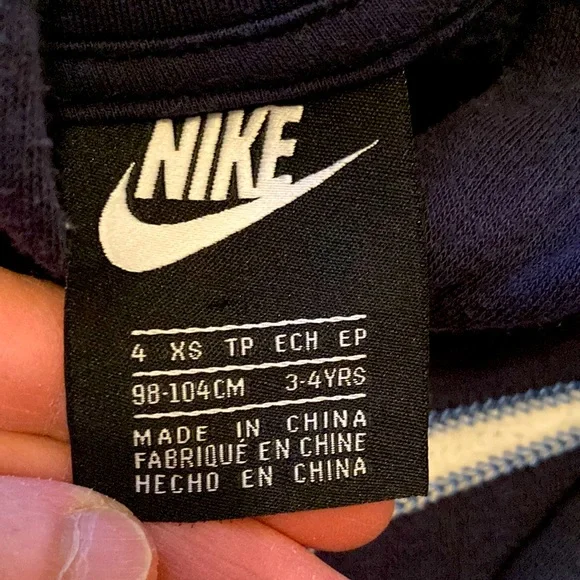 NIKE
4 XS TP ECH EP
98-104CM 3-4YRS
MADE IN CHINA
FABRIQUÉ EN CHINE
HECHO EN CHINA